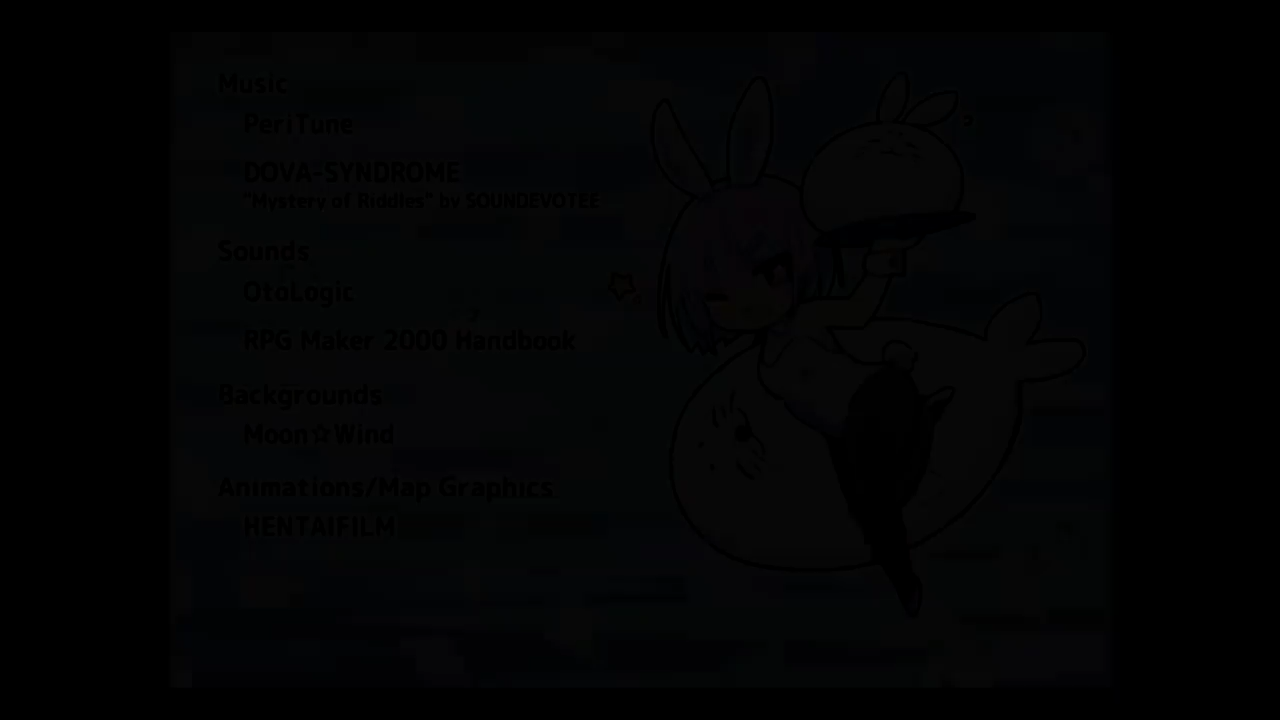 Music
PeriTune
DOVA-SYNDROME
"Mystery of Riddles" by SOUNDEVOTEE
Sounds
OtoLogic
RPG Maker 2000 Handbook
Backgrounds
Moon☆Wind
Animations/Map Graphics
HENTAIFILM